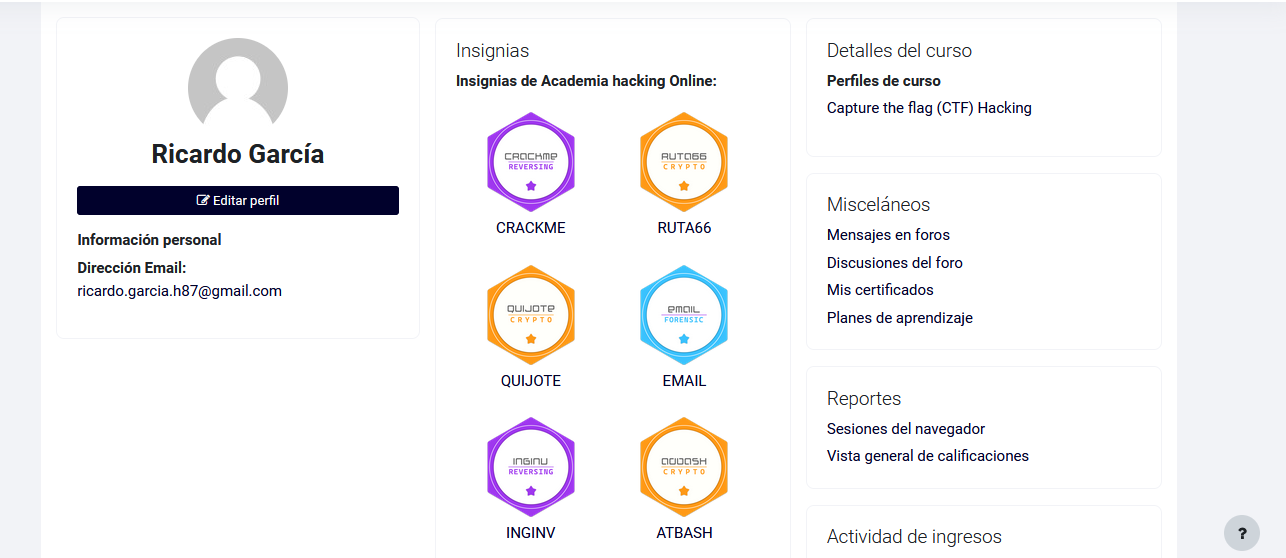 Ricardo García
Editar perfil
Información personal
Dirección Email:
ricardo.garcia.h87@gmail.com
Insignias
Insignias de Academia hacking Online:
CRACKME
REVERSING
CRACKME
RUTA66
CRYPTO
RUTA66
QUIJOTE
CRYPTO
QUIJOTE
EMAIL
FORENSIC
EMAIL
INGINV
REVERSING
INGINV
CRYPTO
ATBASH
Detalles del curso
Perfiles de curso
Capture the flag (CTF) Hacking
Misceláneos
Mensajes en foros
Discusiones del foro
Mis certificados
Planes de aprendizaje
Reportes
Sesiones del navegador
Vista general de calificaciones
Actividad de ingresos
?